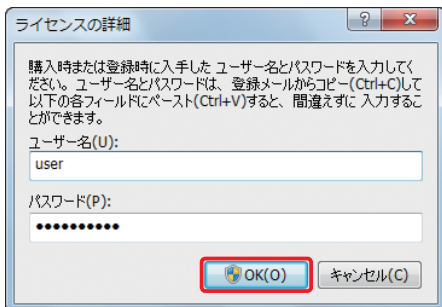 ライセンスの詳細
購入時または登録時に入手した ユーザー名とパスワードを入力してく
ださい。ユーザー名とパスワードは、登録メールからコピー(Ctrl+C)して
以下の各フィールドにペースト(Ctrl+V)すると、間違えずに 入力するこ
とができます。
ユーザー名(U):
user
パスワード(P):
●●●●●●●●●●
OK(O)
キャンセル(C)